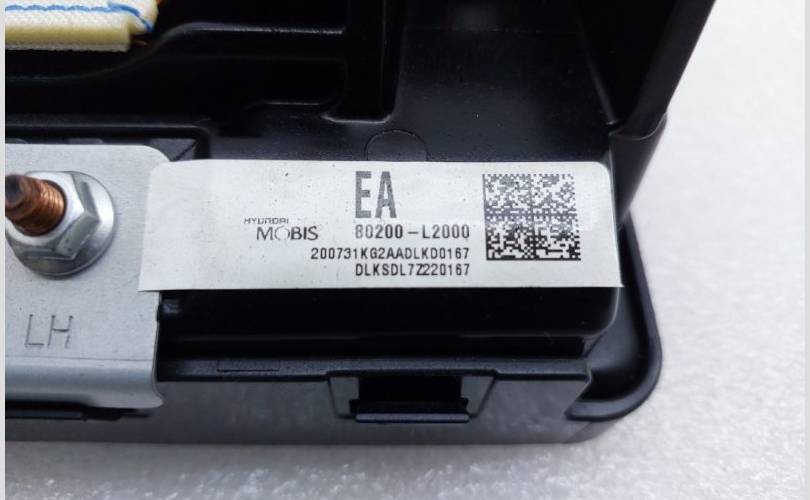 EA
HYUNDAI
MOBIS
80200-L2000
200731KG2AADLKD0167
DLKSDL7Z220167
LH